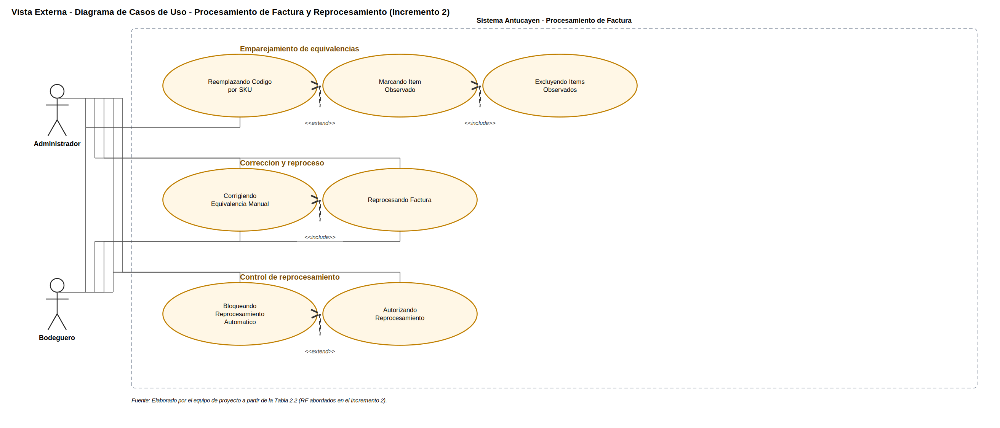 Vista Externa - Diagrama de Casos de Uso - Procesamiento de Factura y Reprocesamiento (Incremento 2)
Sistema Antucayen - Procesamiento de Factura
Emparejamiento de equivalencias
Reemplazando Codigo
por SKU
Marcando Item
Observado
Excluyendo Items
Observados
<<extend>>
<<include>>
Administrador
Correccion y reproceso
Corrigiendo
Equivalencia Manual
Reprocesando Factura
<<include>>
Control de reprocesamiento
Bloqueando
Reprocesamiento
Automatico
Autorizando
Reprocesamiento
Bodeguero
<<extend>>
Fuente: Elaborado por el equipo de proyecto a partir de la Tabla 2.2 (RF abordados en el Incremento 2).